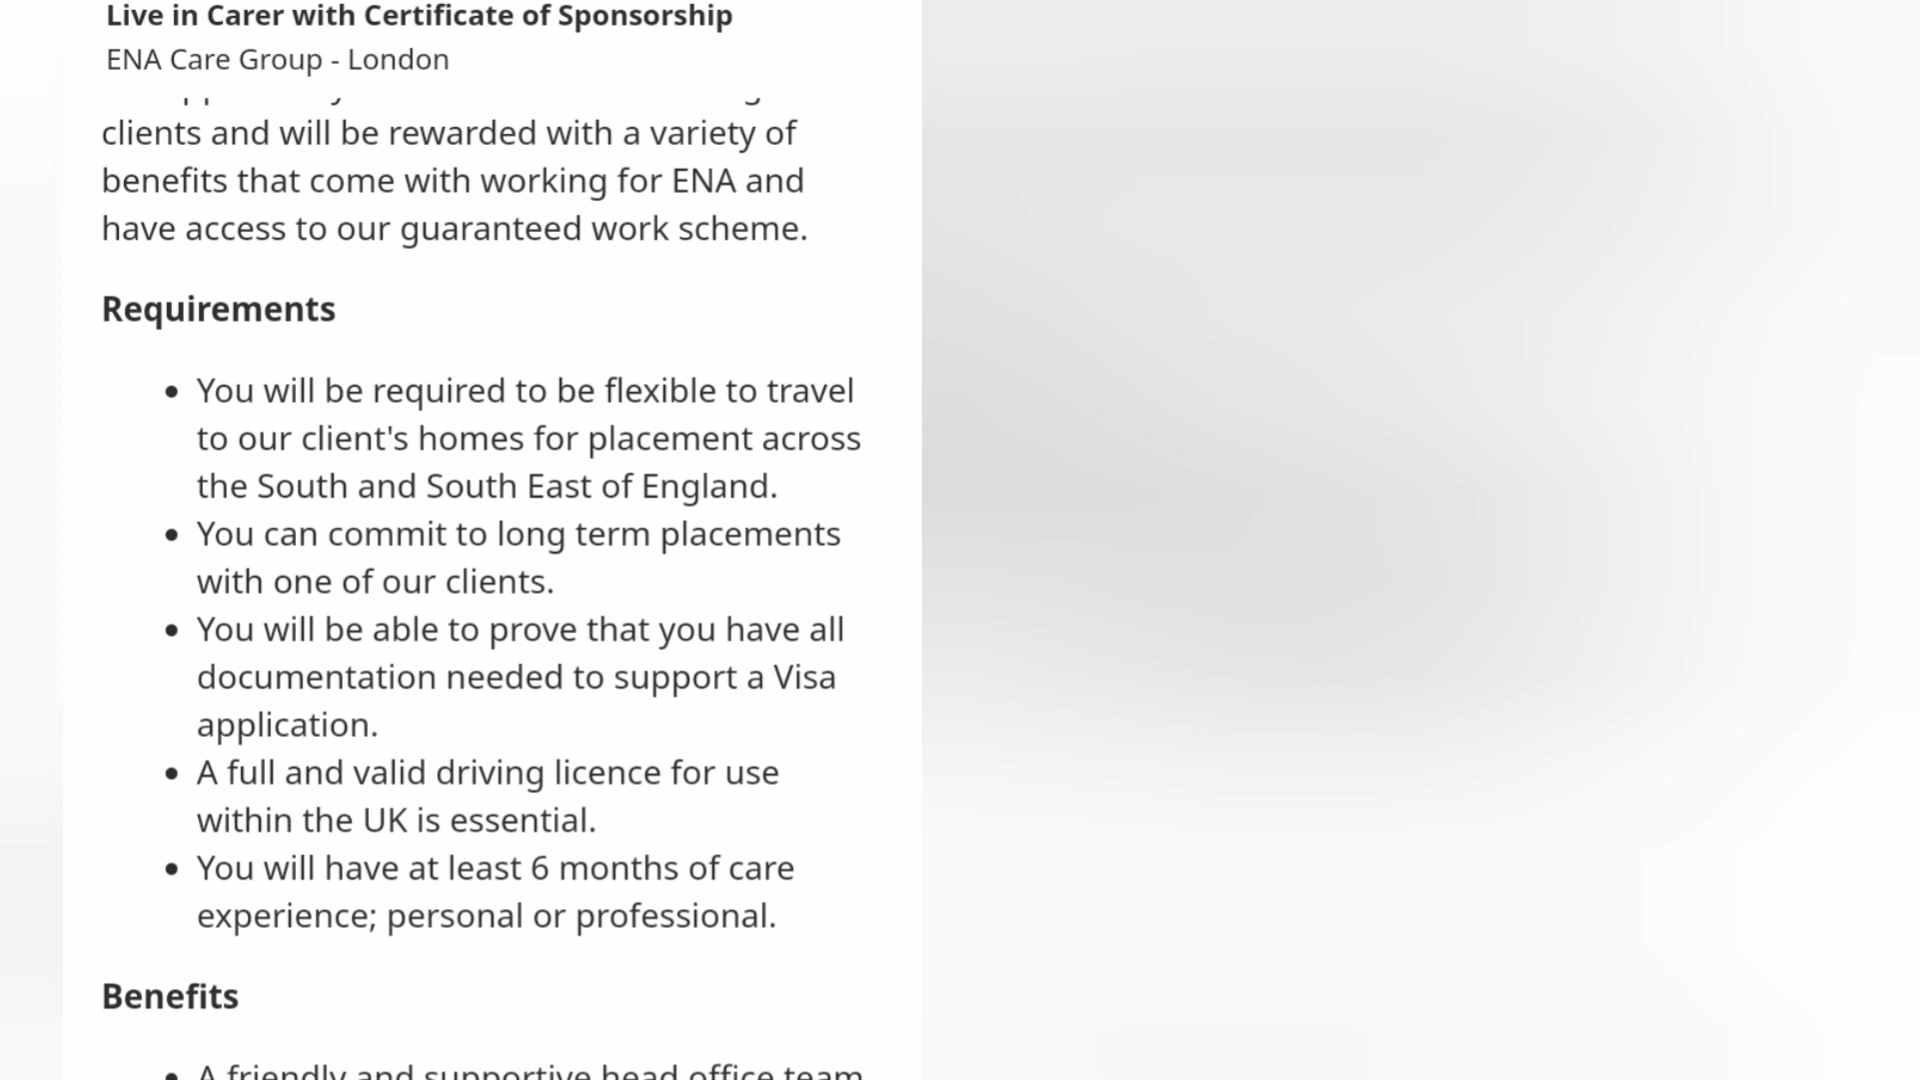 Live in Carer with Certificate of Sponsorship
ENA Care Group - London
clients and will be rewarded with a variety of
benefits that come with working for ENA and
have access to our guaranteed work scheme.
Requirements
• You will be required to be flexible to travel
to our client's homes for placement across
the South and South East of England.
• You can commit to long term placements
with one of our clients.
• You will be able to prove that you have all
documentation needed to support a Visa
application.
• A full and valid driving licence for use
within the UK is essential.
• You will have at least 6 months of care
experience; personal or professional.
Benefits
• A friendly and supportive head office team